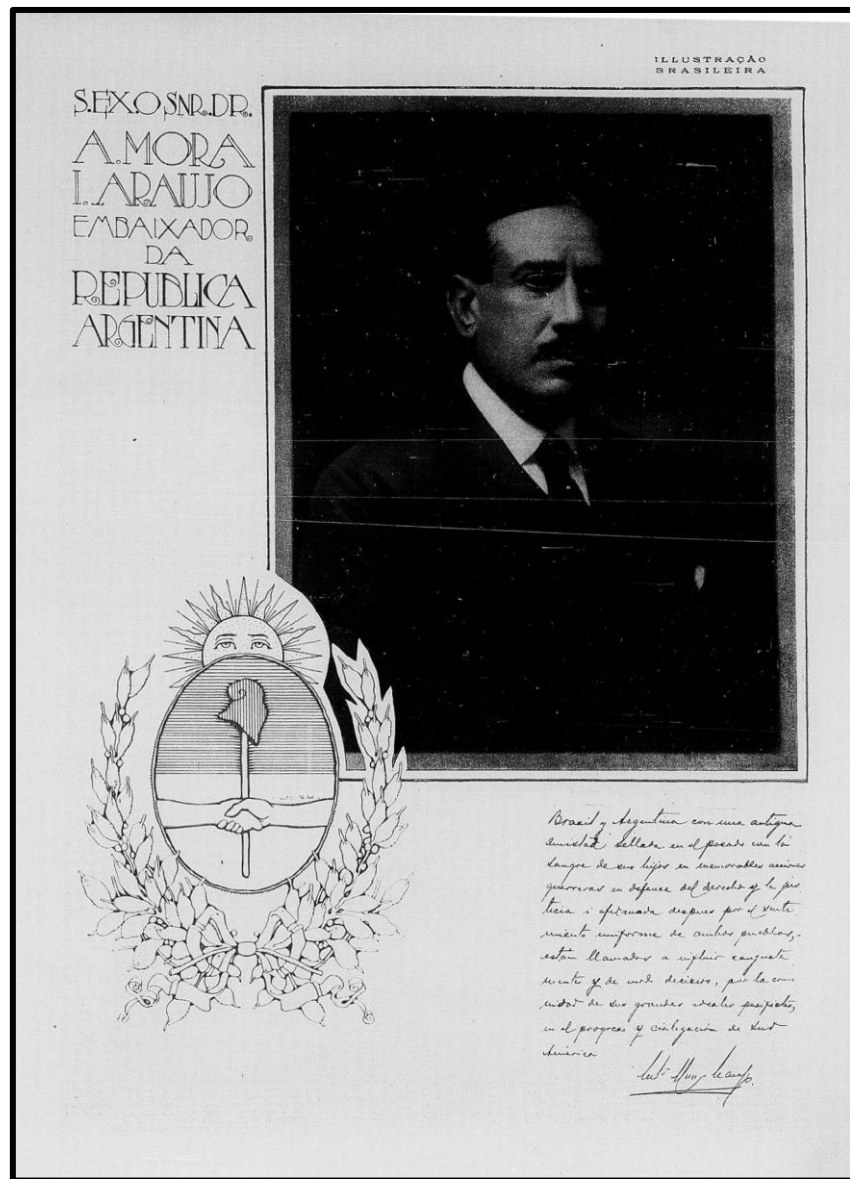 ILLUSTRAÇÃO
BRASILEIRA
S.EX.O SNR.DR.
A.MORA
I.ARAUJO
EMBAIXADOR
DA
REPUBLICA
ARGENTINA
Brasil y Argentina con una antigua
amistad sellada en el pasado con la
sangre de sus hijos en memorables acciones
guerreras en defensa del derecho y la jus
ticia i afirmada despues por el senti
miento uniforme de ambos pueblos,
están llamados a influir conjunta
mente y de modo decisivo, por la comu
nidad de sus grandes ideales pacifistas,
en el progreso y civilizacion de Sud
América